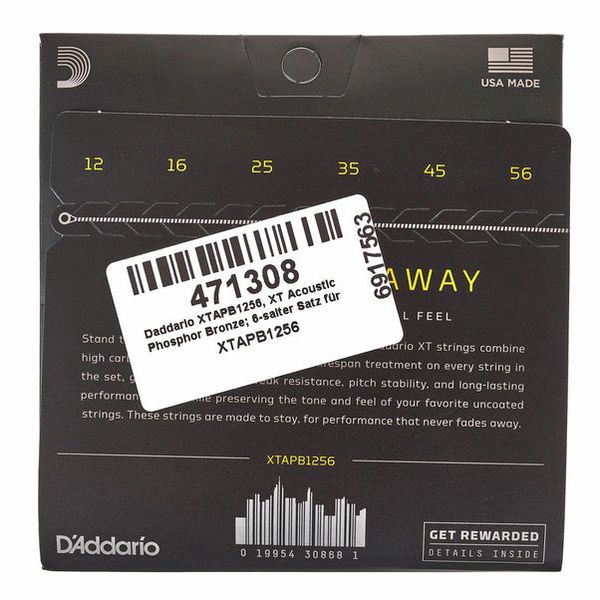 USA MADE
12 16 25 35 45 56
471308
Daddario XTAPB1256, XT Acoustic
Phosphor Bronze; 6-saiter Satz für
XTAPB1256
6917563
AWAY
L FEEL
Stand
addario XT strings combine
high carb
espan treatment on every string in
the set, g
eak resistance, pitch stability, and long-lasting
performan
ile preserving the tone and feel of your favorite uncoated
strings. These strings are made to stay, for performance that never fades away.
XTAPB1256
0 19954 30868 1
D'Addario
GET REWARDED
DETAILS INSIDE